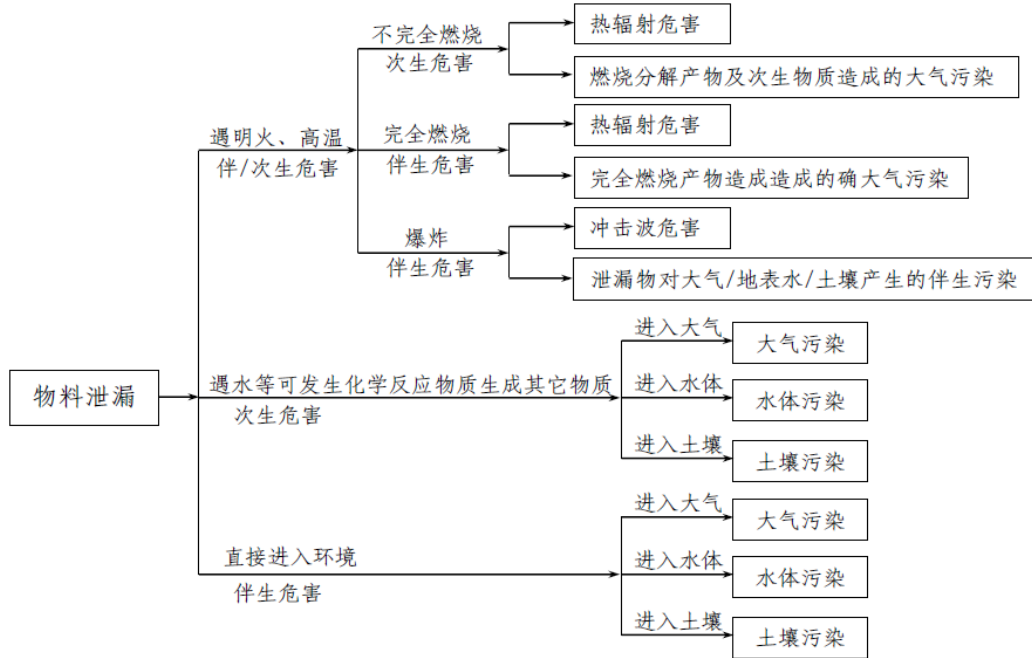 不完全燃烧
次生危害
热辐射危害
燃烧分解产物及次生物质造成的大气污染
遇明火、高温
伴/次生危害
完全燃烧
伴生危害
热辐射危害
完全燃烧产物造成造成的确大气污染
爆炸
伴生危害
冲击波危害
泄漏物对大气/地表水/土壤产生的伴生污染
物料泄漏
遇水等可发生化学反应物质生成其它物质
次生危害
进入大气
大气污染
进入水体
水体污染
进入土壤
土壤污染
直接进入环境
伴生危害
进入大气
大气污染
进入水体
水体污染
进入土壤
土壤污染